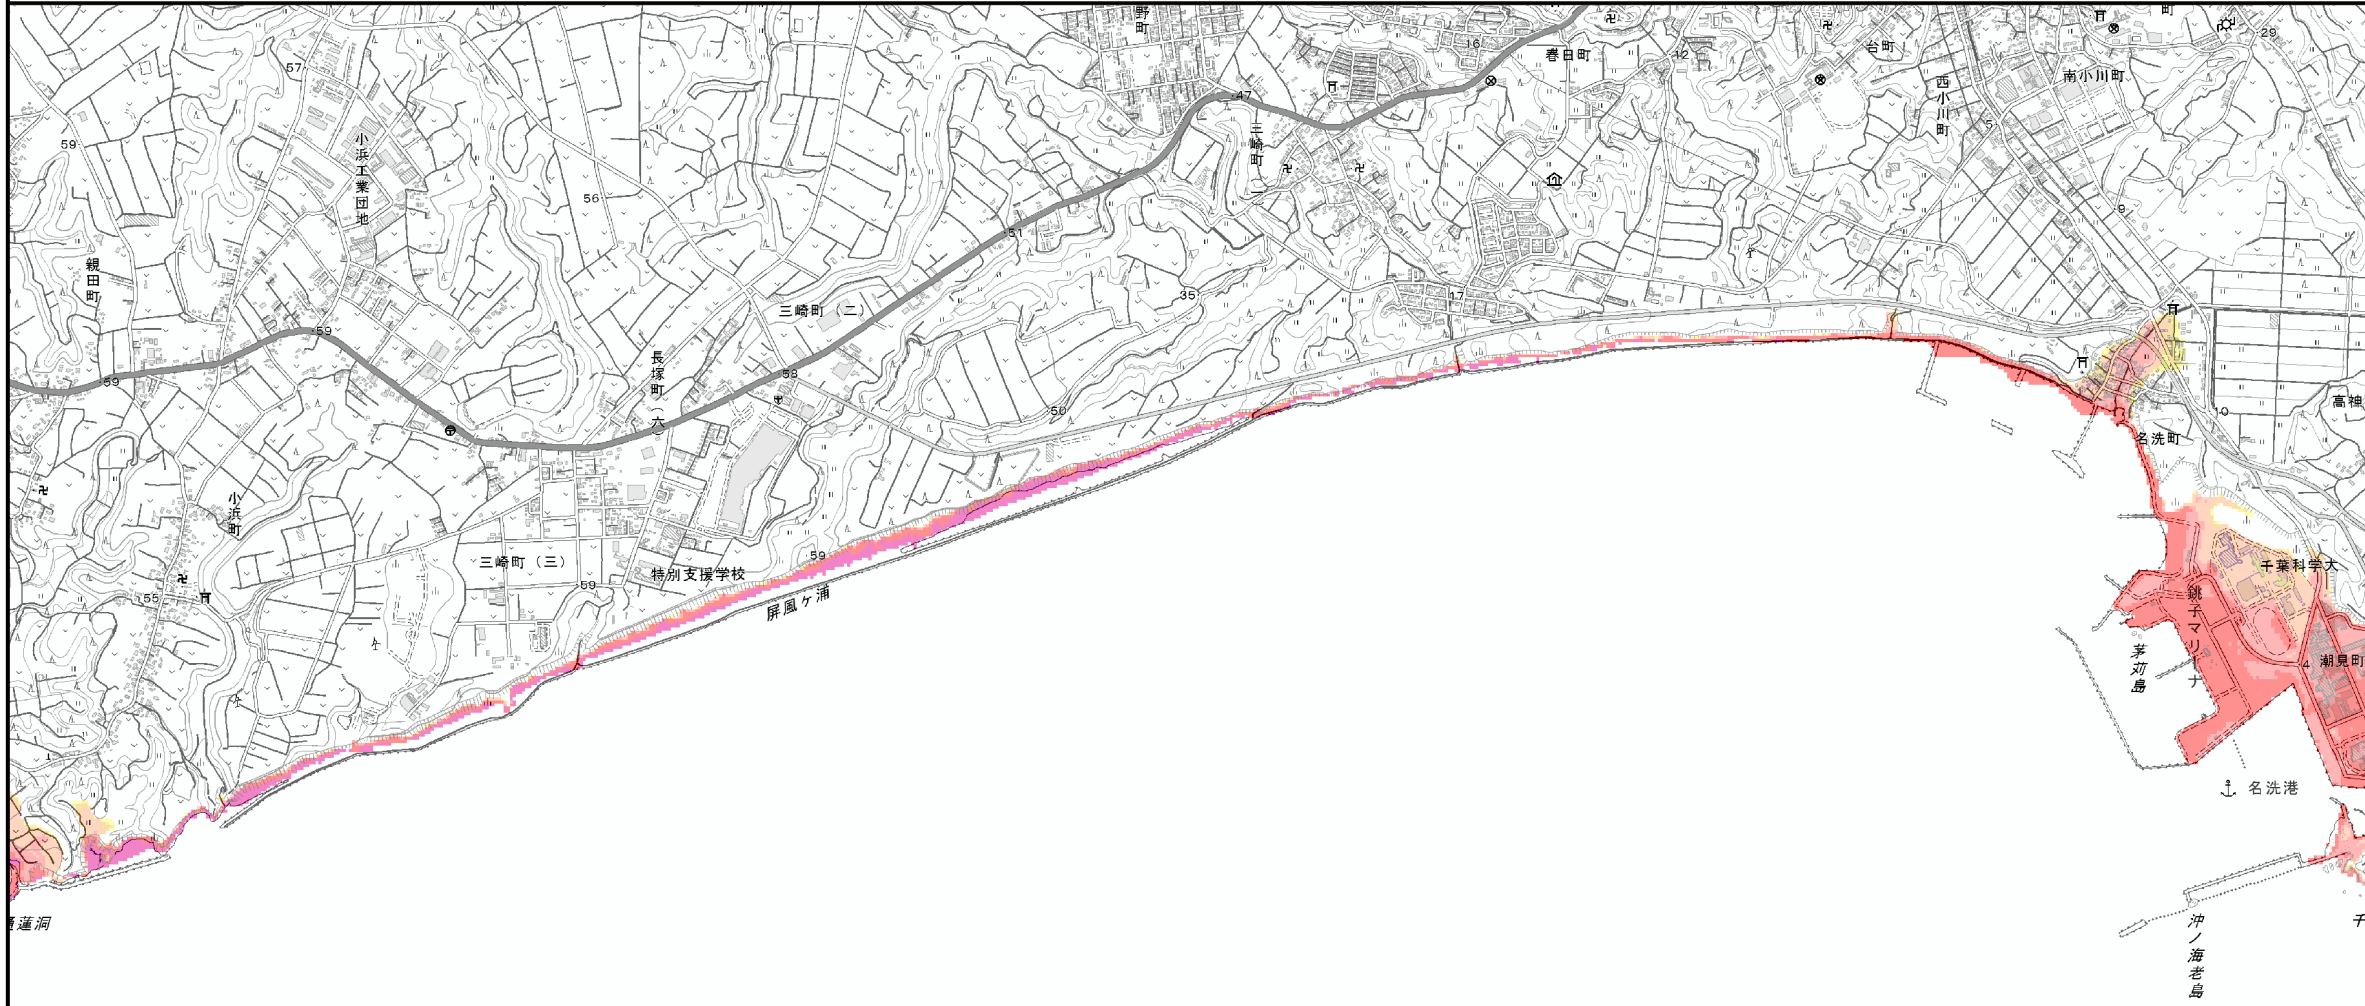 野町
16
春日町
12
台町
町
29
南小川町
西小川町
5
57
47
59
小浜工業団地
三崎町（一）
56
9
51
親田町
35
17
三崎町（二）
59
長塚町（六）
59
58
50
10
高神
名洗町
小浜町
三崎町（三）
特別支援学校
59
59
55
屏風ケ浦
千葉科学大
銚子マリーナ
茅苅島
4
潮見町
名洗港
蓮洞
沖ノ海老島
千